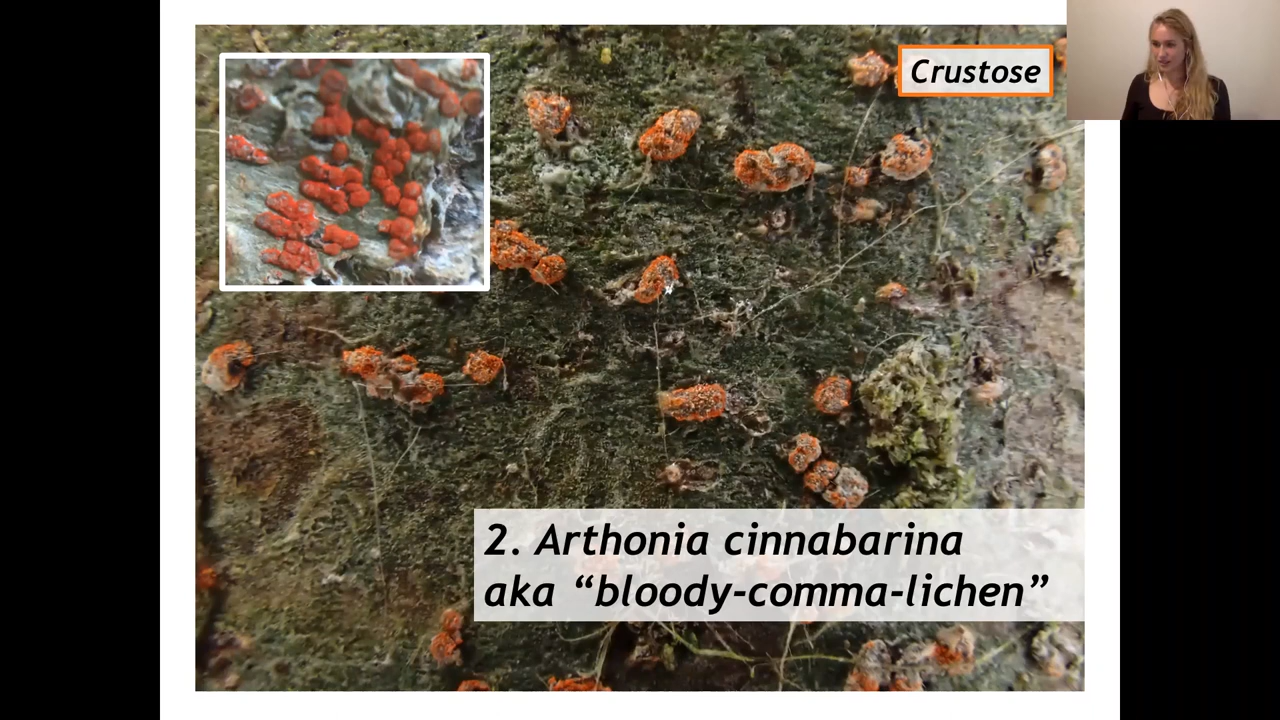 Crustose
2. Arthonia cinnabarina
aka “bloody-comma-lichen”